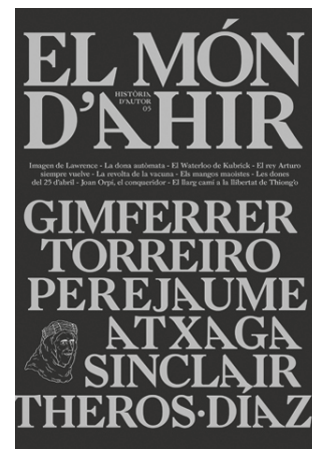 EL MÓN
HISTÒRIA
D'AUTOR
05
D'AHIR
Imagen de Lawrence - La dona autòmata - El Waterloo de Kubrick - El rey Arturo
siempre vuelve - La revolta de la vacuna - Els mangos maoistes - Les dones
del 25 d'abril - Joan Orpí, el conqueridor - El llarg camí a la llibertat de Thiong'o
GIMFERRER
TORREIRO
PEREJAUME
ATXAGA
SINCLAIR
THEROS·DÍAZ